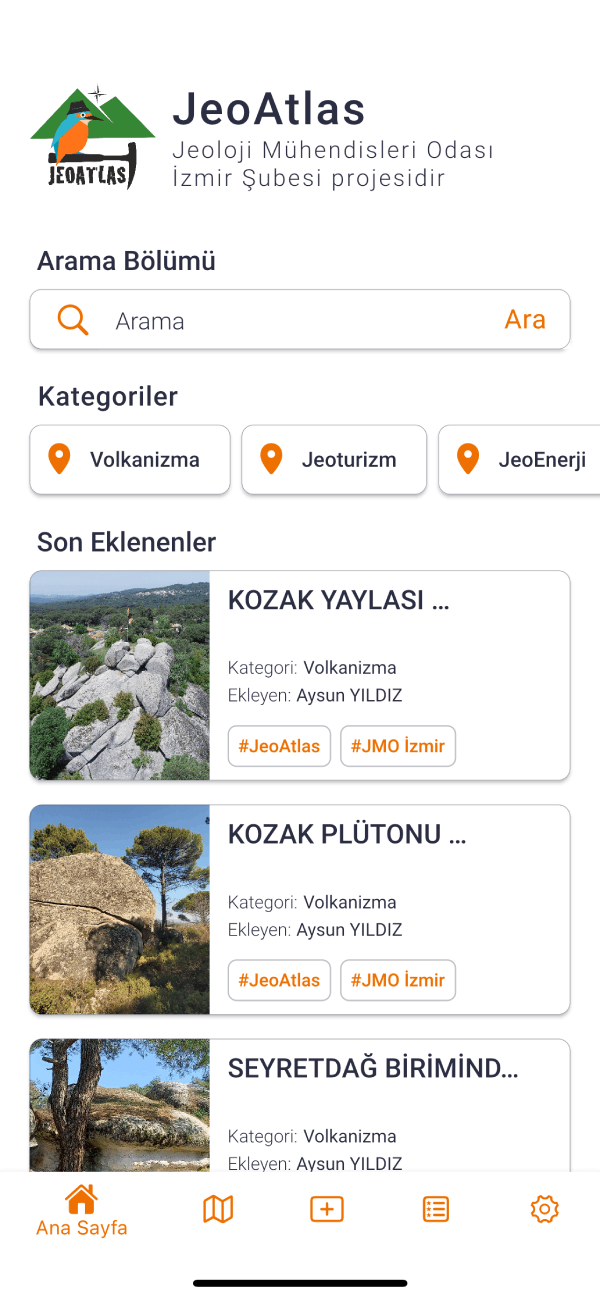 JEOATLAS
JeoAtlas
Jeoloji Mühendisleri Odası
İzmir Şubesi projesidir
Arama Bölümü
Arama
Ara
Kategoriler
Volkanizma
Jeoturizm
JeoEnerji
Son Eklenenler
KOZAK YAYLASI ...
Kategori: Volkanizma
Ekleyen: Aysun YILDIZ
#JeoAtlas
#JMO İzmir
KOZAK PLÜTONU ...
Kategori: Volkanizma
Ekleyen: Aysun YILDIZ
#JeoAtlas
#JMO İzmir
SEYRETDAĞ BİRİMİND...
Kategori: Volkanizma
Ekleyen: Aysun YILDIZ
Ana Sayfa